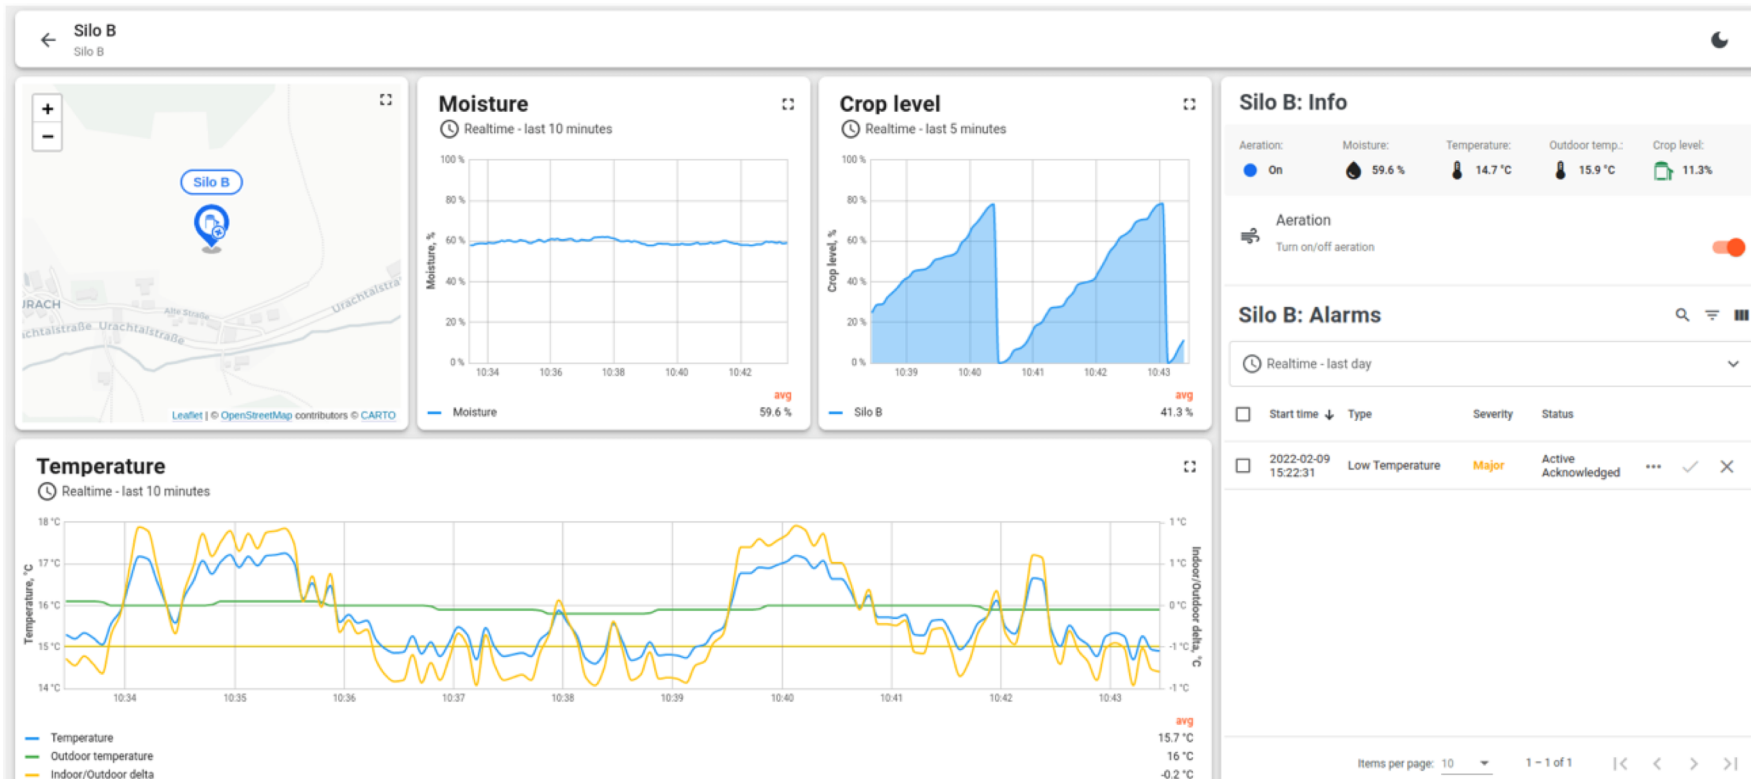 Silo B
Silo B
+
−
Silo B
URACH
Alte Straße
Urachtalstra
chtalstraße Urachtalstraße
Leaflet | © OpenStreetMap contributors © CARTO
Moisture
Realtime - last 10 minutes
100 %
80 %
60 %
40 %
20 %
0 %
Moisture, %
10:34 10:36 10:38 10:40 10:42
avg
Moisture 59.6 %
Crop level
Realtime - last 5 minutes
100 %
80 %
60 %
40 %
20 %
0 %
Crop level, %
10:39 10:40 10:41 10:42 10:43
avg
Silo B 41.3 %
Silo B: Info
Aeration: Moisture: Temperature: Outdoor temp.: Crop level:
On 59.6 % 14.7 °C 15.9 °C 11.3%
Aeration
Turn on/off aeration
Silo B: Alarms
Realtime - last day
Start time Type Severity Status
2022-02-09 15:22:31 Low Temperature Major Active Acknowledged
Items per page: 10 1 – 1 of 1
Temperature
Realtime - last 10 minutes
18 °C
17 °C
16 °C
15 °C
14 °C
Temperature, °C
1 °C
1 °C
0 °C
-1 °C
-1 °C
Indoor/Outdoor delta, °C
10:34 10:35 10:36 10:37 10:38 10:39 10:40 10:41 10:42 10:43
avg
Temperature 15.7 °C
Outdoor temperature 16 °C
Indoor/Outdoor delta -0.2 °C